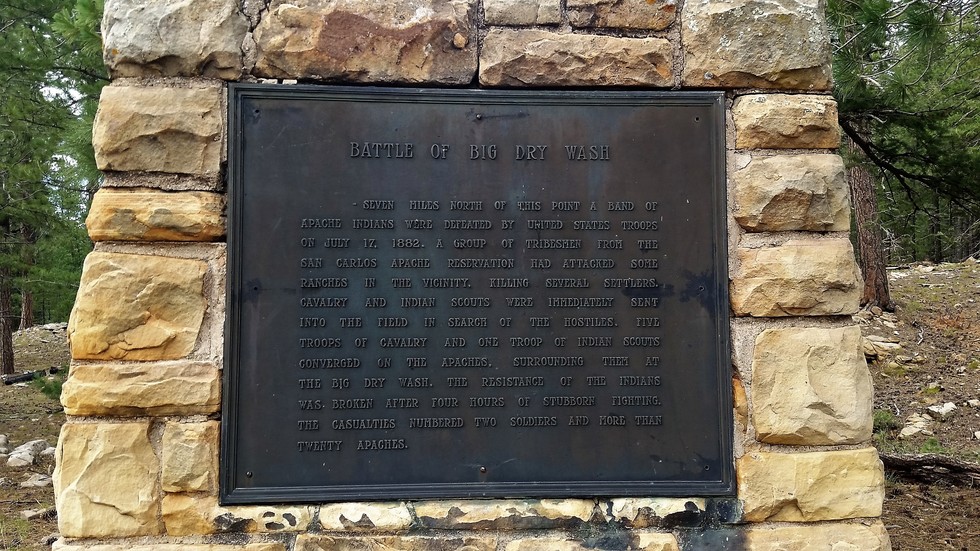 BATTLE OF BIG DRY WASH
SEVEN MILES NORTH OF THIS POINT A BAND OF
APACHE INDIANS WERE DEFEATED BY UNITED STATES TROOPS
ON JULY 17, 1882. A GROUP OF TRIBESMEN FROM THE
SAN CARLOS APACHE RESERVATION HAD ATTACKED SOME
RANCHES IN THE VICINITY, KILLING SEVERAL SETTLERS.
CAVALRY AND INDIAN SCOUTS WERE IMMEDIATELY SENT
INTO THE FIELD IN SEARCH OF THE HOSTILES. FIVE
TROOPS OF CAVALRY AND ONE TROOP OF INDIAN SCOUTS
CONVERGED ON THE APACHES, SURROUNDING THEM AT
THE BIG DRY WASH. THE RESISTANCE OF THE INDIANS
WAS BROKEN AFTER FOUR HOURS OF STUBBORN FIGHTING.
THE CASUALTIES NUMBERED TWO SOLDIERS AND MORE THAN
TWENTY APACHES.